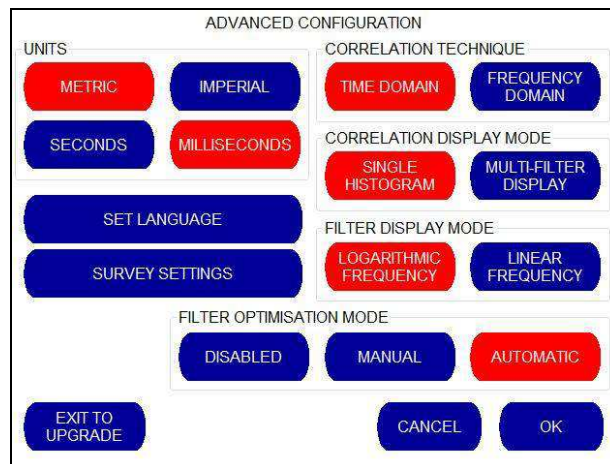 ADVANCED CONFIGURATION
UNITS
METRIC
IMPERIAL
SECONDS
MILLISECONDS
SET LANGUAGE
SURVEY SETTINGS
CORRELATION TECHNIQUE
TIME DOMAIN
FREQUENCY
DOMAIN
CORRELATION DISPLAY MODE
SINGLE
HISTOGRAM
MULTI-FILTER
DISPLAY
FILTER DISPLAY MODE
LOGARITHMIC
FREQUENCY
LINEAR
FREQUENCY
FILTER OPTIMISATION MODE
DISABLED
MANUAL
AUTOMATIC
EXIT TO
UPGRADE
CANCEL
OK